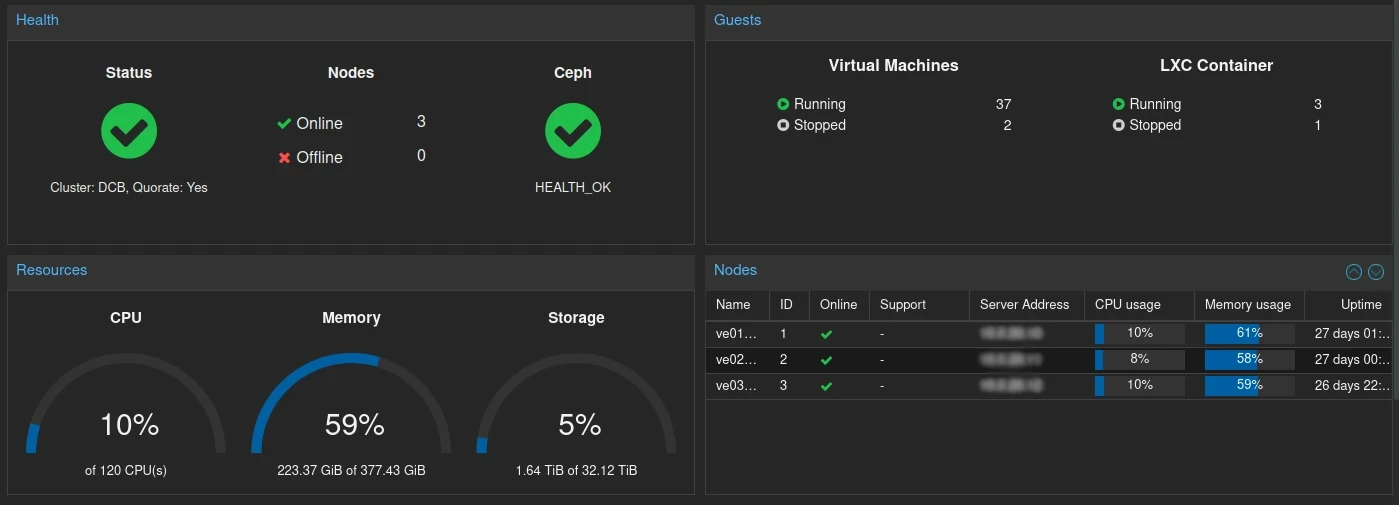 Health
Status Nodes Ceph
Online 3
Offline 0
Cluster: DCB, Quorate: Yes HEALTH_OK
Guests
Virtual Machines LXC Container
Running 37 Running 3
Stopped 2 Stopped 1
Resources
CPU Memory Storage
10% 59% 5%
of 120 CPU(s) 223.37 GiB of 377.43 GiB 1.64 TiB of 32.12 TiB
Nodes
Name ID Online Support Server Address CPU usage Memory usage Uptime
ve01... 1 - 10% 61% 27 days 01:..
ve02... 2 - 8% 58% 27 days 00:..
ve03... 3 - 10% 59% 26 days 22:..